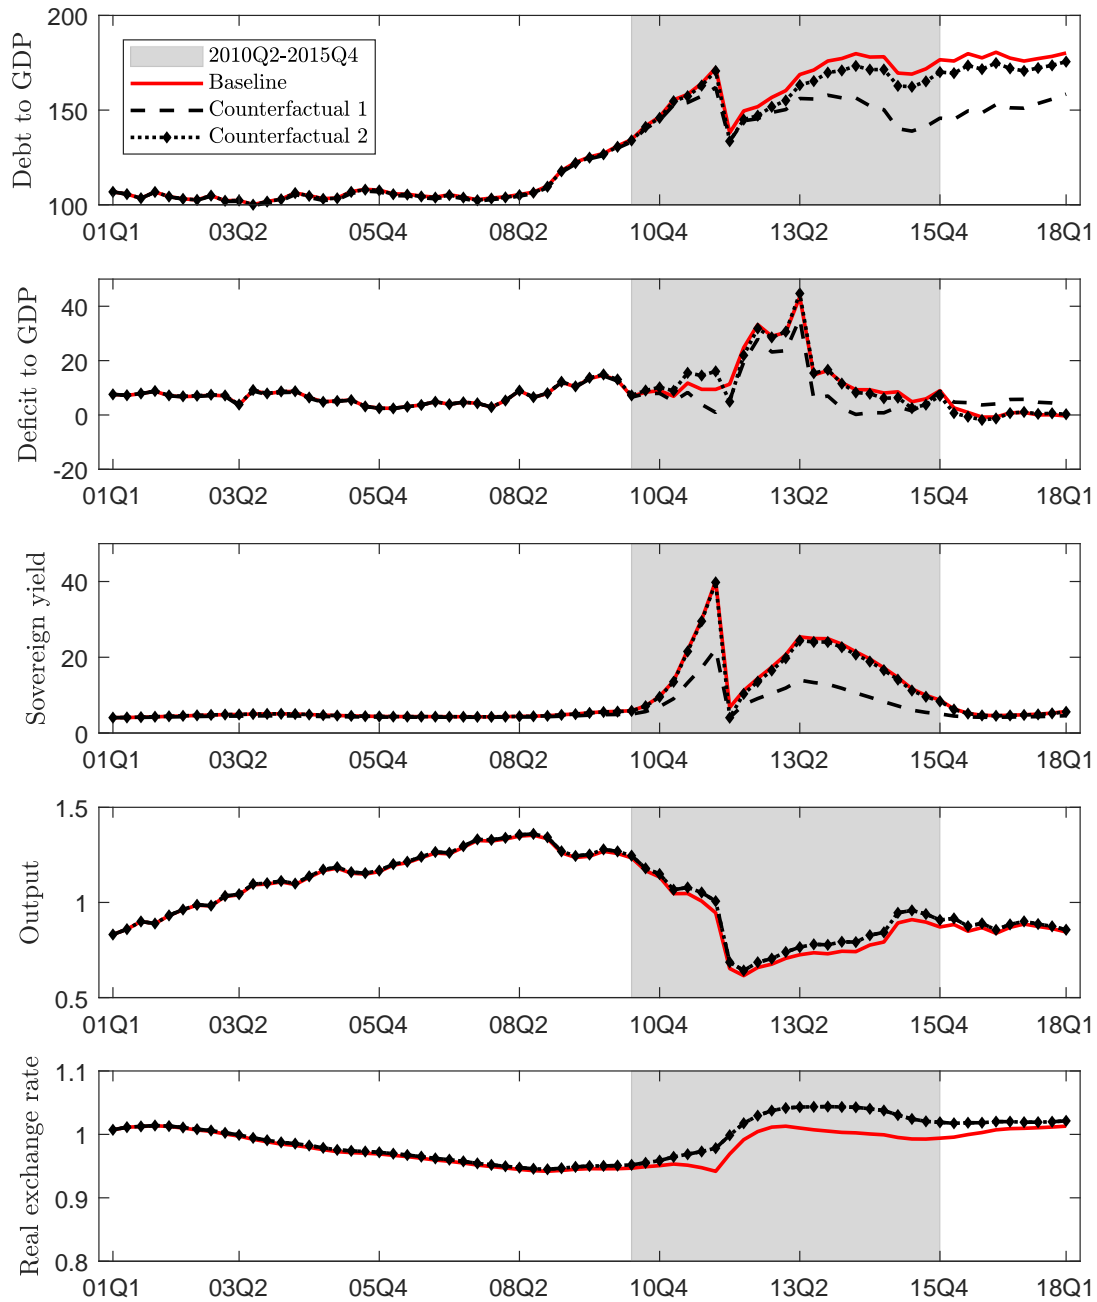 Debt to GDP
200
150
100
2010Q2-2015Q4
Baseline
Counterfactual 1
Counterfactual 2
01Q1 03Q2 05Q4 08Q2 10Q4 13Q2 15Q4 18Q1
Deficit to GDP
40
20
0
-20
01Q1 03Q2 05Q4 08Q2 10Q4 13Q2 15Q4 18Q1
Sovereign yield
40
20
0
01Q1 03Q2 05Q4 08Q2 10Q4 13Q2 15Q4 18Q1
Output
1.5
1
0.5
01Q1 03Q2 05Q4 08Q2 10Q4 13Q2 15Q4 18Q1
Real exchange rate
1.1
1
0.9
0.8
01Q1 03Q2 05Q4 08Q2 10Q4 13Q2 15Q4 18Q1